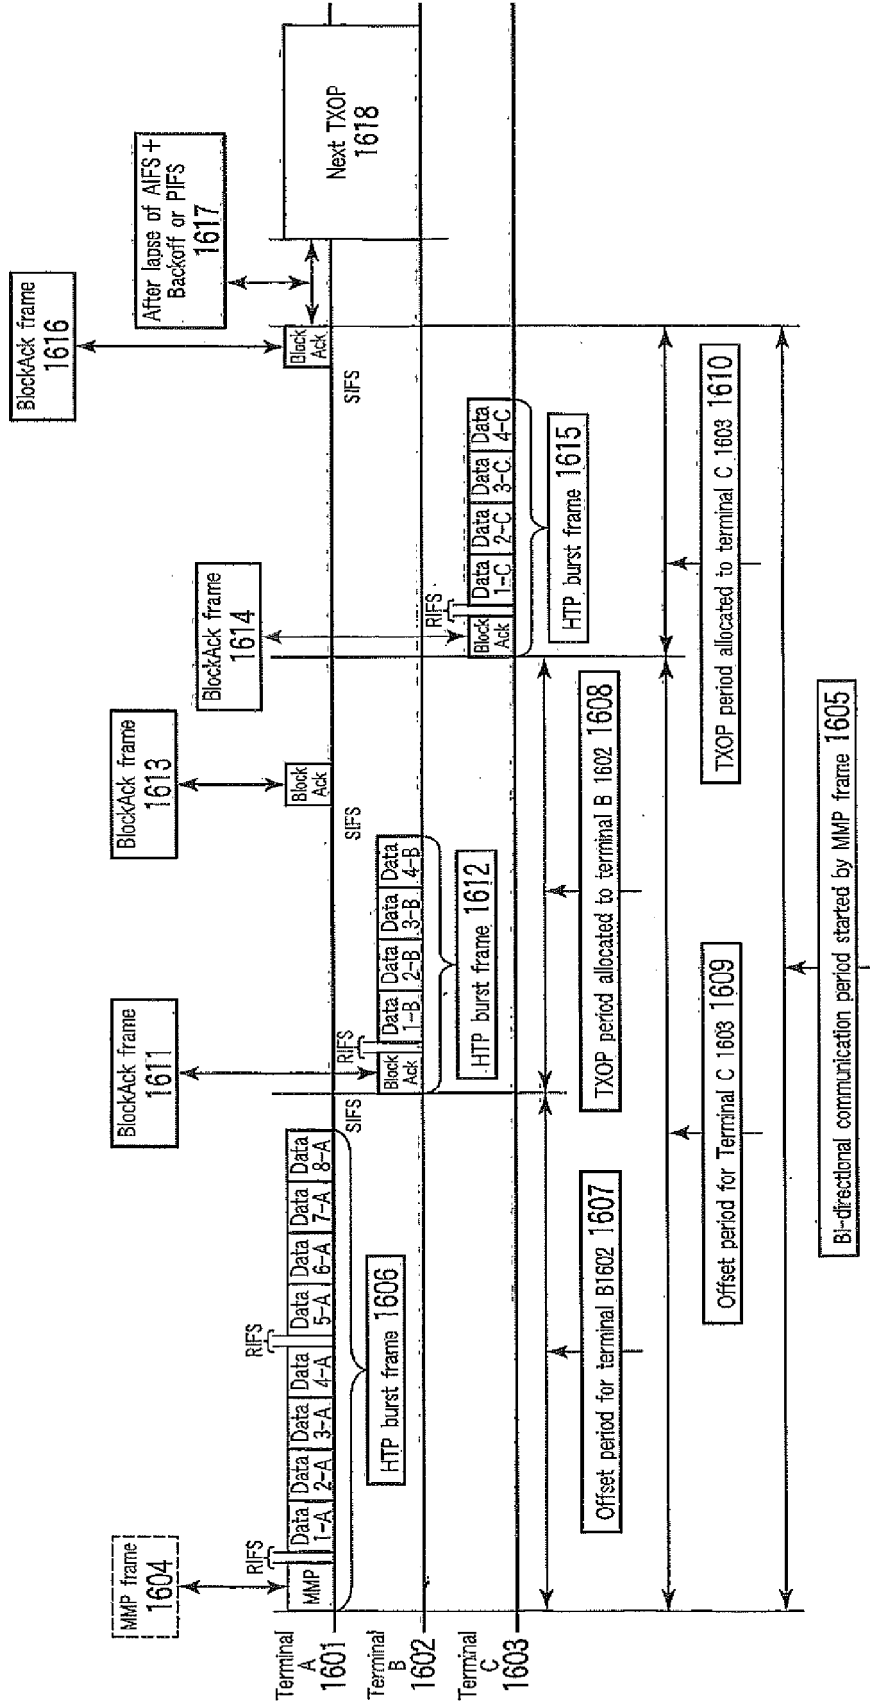 MMP frame
1604
BlockAck frame
1611
BlockAck frame
1613
BlockAck frame
1614
BlockAck frame
1616
After lapse of AIFS +
Backoff or PIFS
1617
Next TXOP
1618
Terminal
A
1601
MMP
RIFS
Data
1-A
Data
2-A
Data
3-A
Data
4-A
RIFS
Data
5-A
Data
6-A
Data
7-A
Data
8-A
SIFS
Block
Ack
SIFS
Block
Ack
SIFS
HTP burst frame 1606
Terminal
B
1602
Block
Ack
RIFS
Data
1-B
Data
2-B
Data
3-B
Data
4-B
HTP burst frame 1612
Terminal
C
1603
Block
Ack
RIFS
Data
1-C
Data
2-C
Data
3-C
Data
4-C
HTP burst frame 1615
Offset period for terminal B1602 1607
TXOP period allocated to terminal B 1602 1608
Offset period for Terminal C 1603 1609
TXOP period allocated to terminal C 1603 1610
Bi-directional communication period started by MMP frame 1605